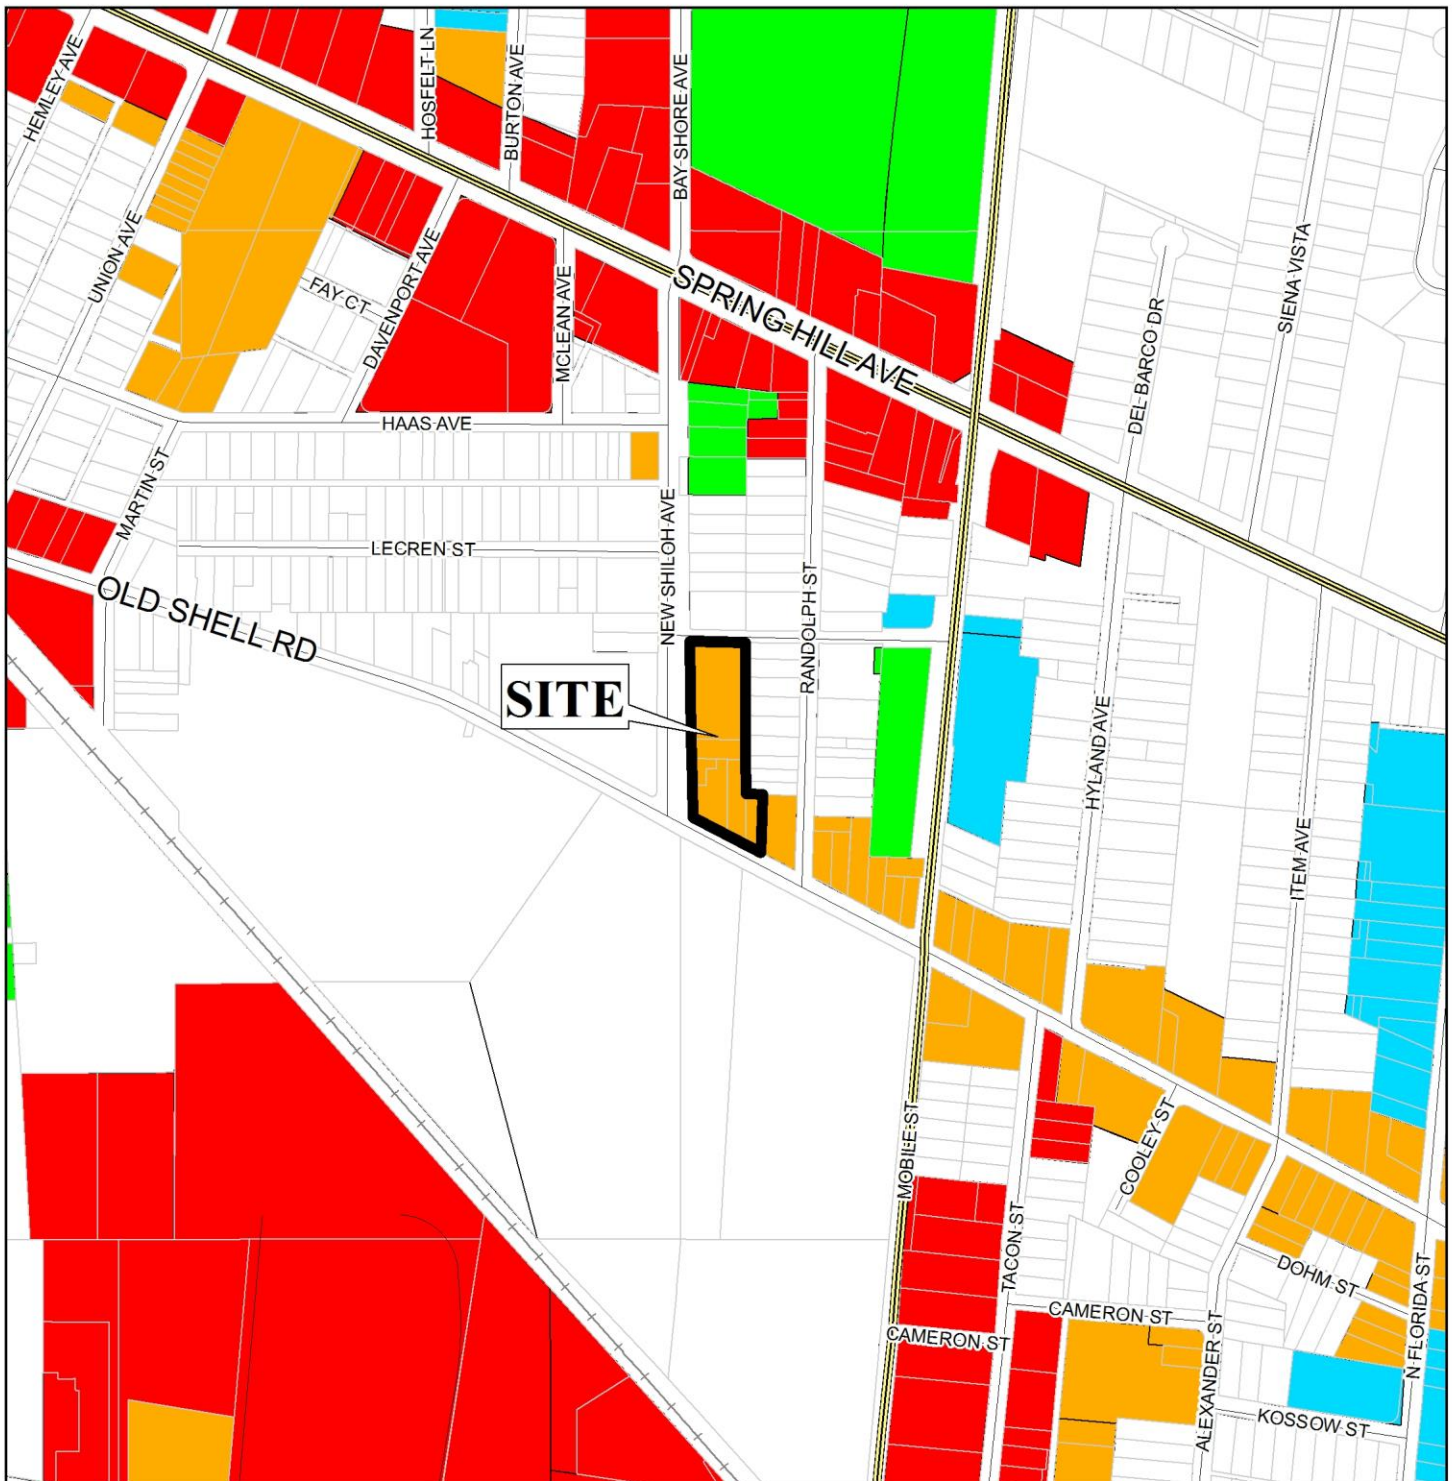 HEMLEY AVE
HOSFELT LN
BURTON AVE
BAY SHORE AVE
UNION AVE
FAY CT
DAVENPORT AVE
MCLEAN AVE
SPRING HILL AVE
SIENA VISTA
DEL BARCO DR
HAAS AVE
MARTIN ST
LECREN ST
NEW SHILOH AVE
OLD SHELL RD
RANDOLPH ST
SITE
HYLAND AVE
ITEM AVE
MOBILE ST
TACON ST
COOLEY ST
DOHM ST
N FLORIDA ST
CAMERON ST
CAMERON ST
ALEXANDER ST
KOSSOW ST